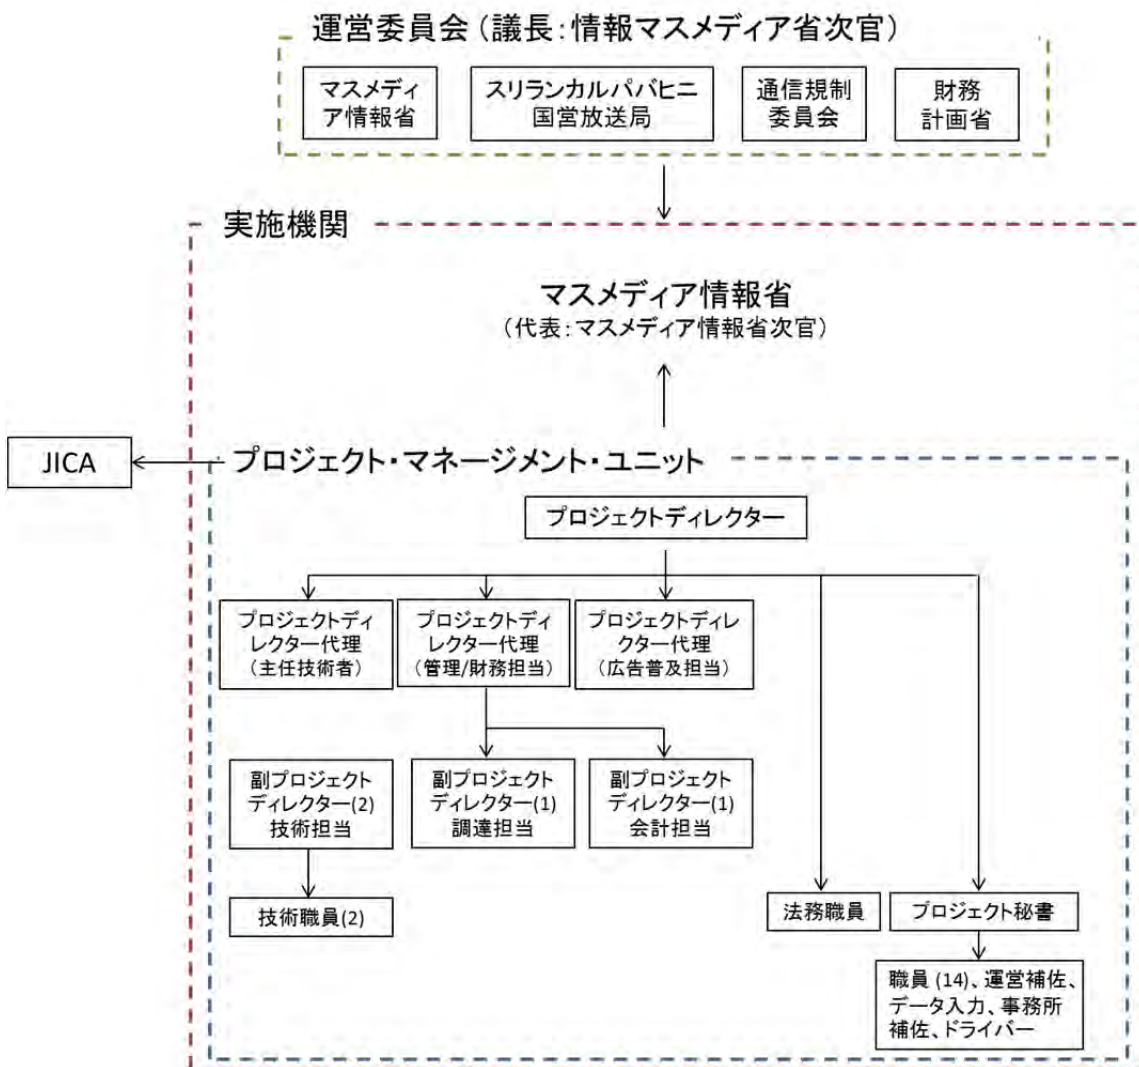 運営委員会（議長：情報マスメディア省次官）
マスメディ
ア情報省
スリランカルパバヒニ
国営放送局
通信規制
委員会
財務
計画省
実施機関
マスメディア情報省
（代表：マスメディア情報省次官）
JICA
プロジェクト・マネージメント・ユニット
プロジェクトディレクター
プロジェクトディ
レクター代理
（主任技術者）
プロジェクトディ
レクター代理
（管理/財務担当）
プロジェクトディレ
クター代理
（広告普及担当）
副プロジェクト
ディレクター(2)
技術担当
副プロジェクト
ディレクター(1)
調達担当
副プロジェクト
ディレクター(1)
会計担当
技術職員(2)
法務職員
プロジェクト秘書
職員 (14)、運営補佐、
データ入力、事務所
補佐、ドライバー